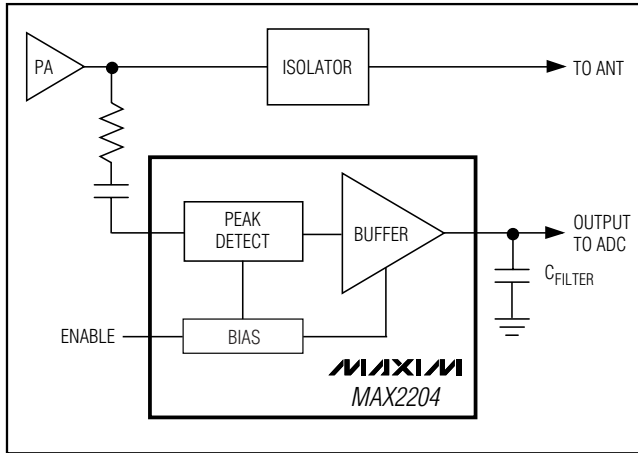 PA
ISOLATOR
TO ANT
PEAK
DETECT
BUFFER
OUTPUT
TO ADC
CFILTER
ENABLE
BIAS
MAXIM
MAX2204